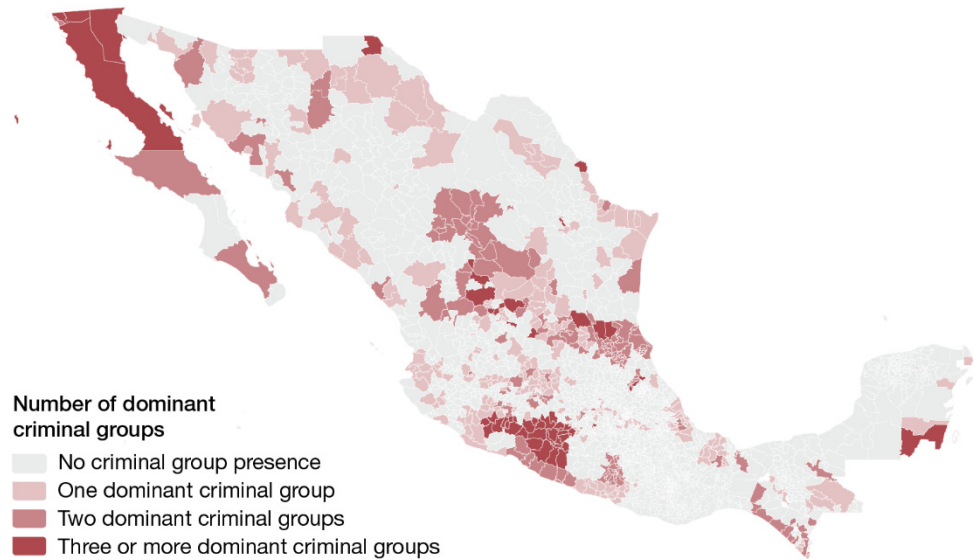 Number of dominant
criminal groups
No criminal group presence
One dominant criminal group
Two dominant criminal groups
Three or more dominant criminal groups